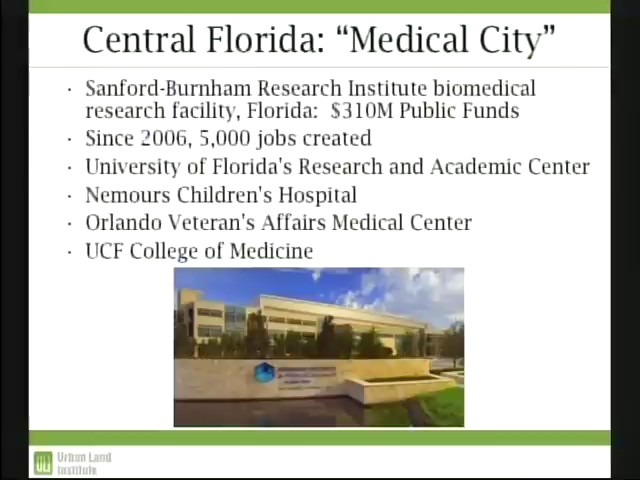 Central Florida: “Medical City”
· Sanford-Burnham Research Institute biomedical
research facility, Florida: $310M Public Funds
· Since 2006, 5,000 jobs created
· University of Florida's Research and Academic Center
· Nemours Children's Hospital
· Orlando Veteran's Affairs Medical Center
· UCF College of Medicine
ULI
Urban Land
Institute